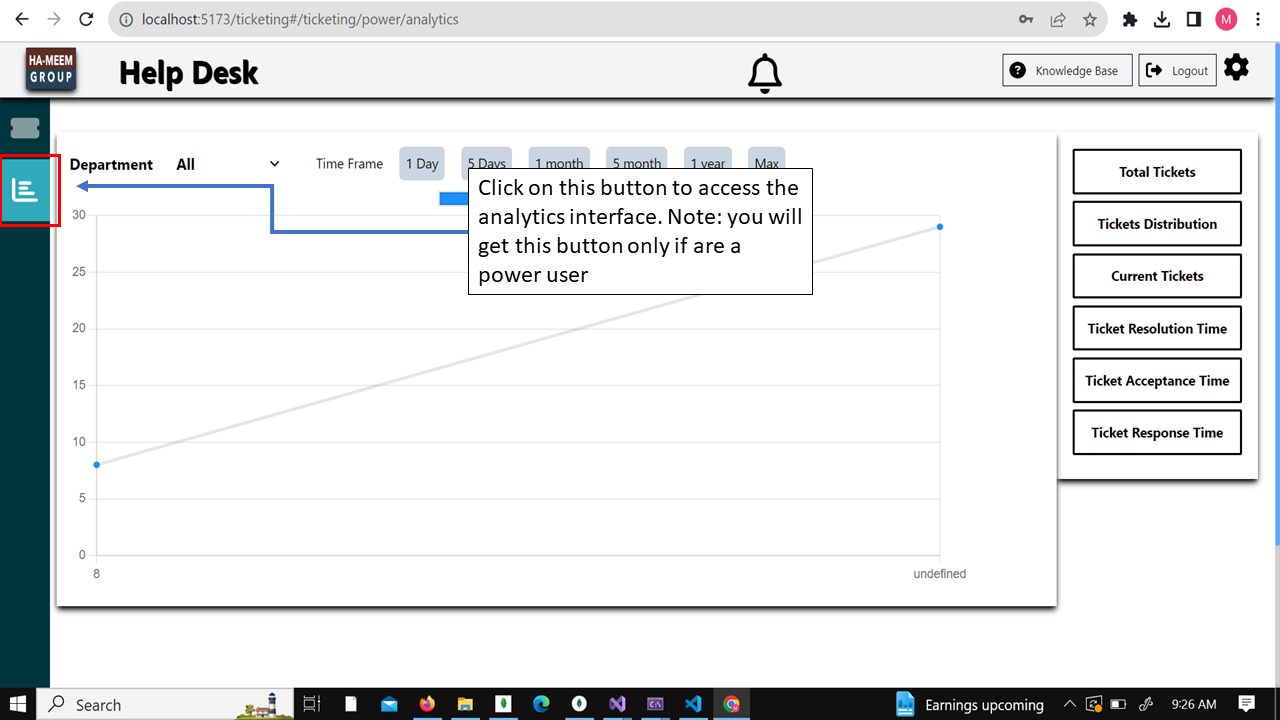 localhost:5173/ticketing#/ticketing/power/analytics
M
HA-MEEM
GROUP
Help Desk
Knowledge Base
Logout
Department All
Time Frame 1 Day 5 Days 1 month 5 month 1 year Max
Click on this button to access the
analytics interface. Note: you will
get this button only if are a
power user
30
25
20
15
10
5
0
8 undefined
Total Tickets
Tickets Distribution
Current Tickets
Ticket Resolution Time
Ticket Acceptance Time
Ticket Response Time
Search
Earnings upcoming
9:26 AM